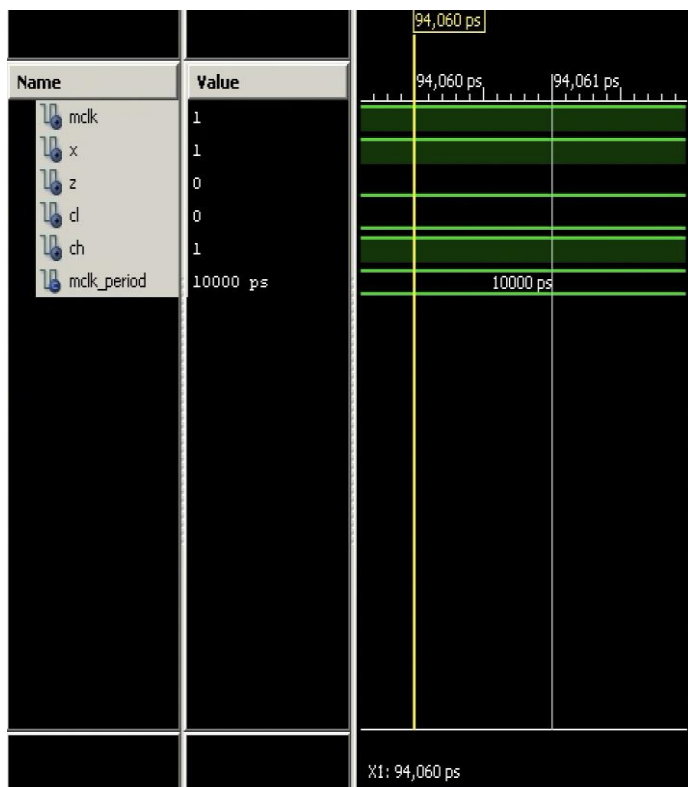 94,060 ps
Name
Value
94,060 ps
94,061 ps
mclk
1
x
1
z
0
cl
0
ch
1
mclk_period
10000 ps
10000 ps
X1: 94,060 ps